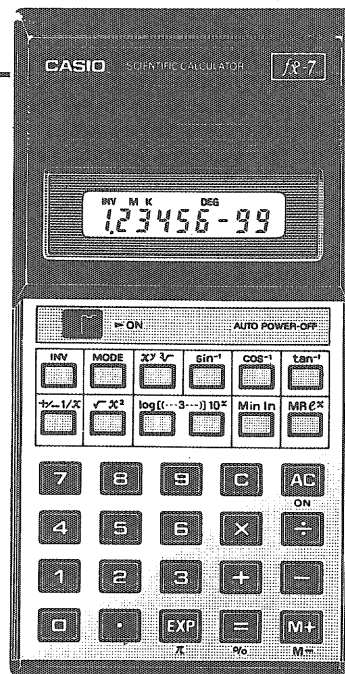 CASIO SCIENTIFIC CALCULATOR fx-7
INV M K DEG
1.23456-99
ON AUTO POWER-OFF
INV MODE xʸ ³√ sin⁻¹ cos⁻¹ tan⁻¹
+/− 1/x √ x² log[(---3---)] 10ˣ Min ln MR eˣ
7 8 9 C AC
ON
4 5 6 × ÷
1 2 3 + −
0 · EXP = M+
π % M−